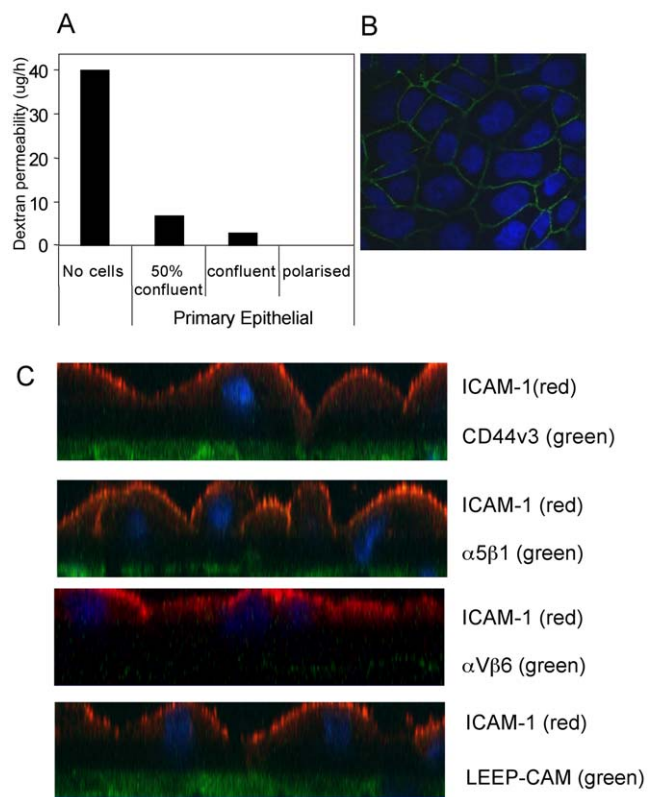 A
B
Dextran permeability (ug/h)
40
30
20
10
0
No cells
50% confluent
confluent
polarised
Primary Epithelial
C
ICAM-1(red)
CD44v3 (green)
ICAM-1 (red)
α5β1 (green)
ICAM-1 (red)
αVβ6 (green)
ICAM-1 (red)
LEEP-CAM (green)